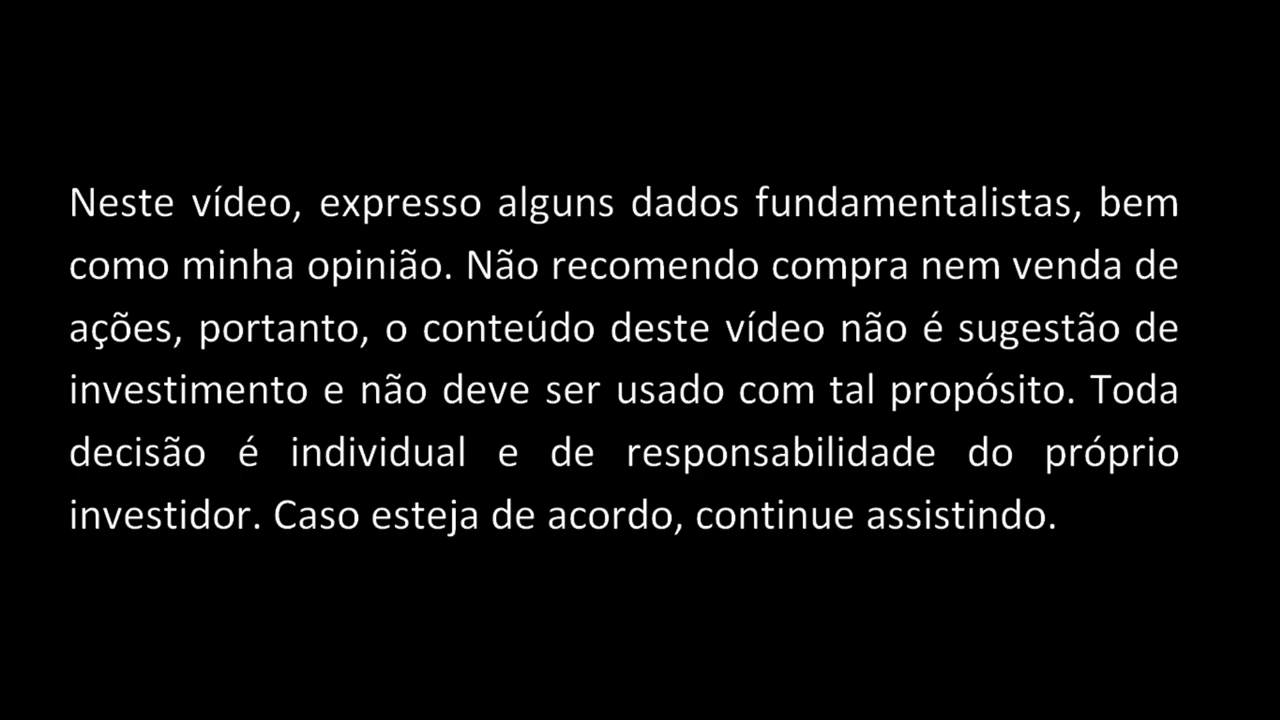 Neste vídeo, expresso alguns dados fundamentalistas, bem
como minha opinião. Não recomendo compra nem venda de
ações, portanto, o conteúdo deste vídeo não é sugestão de
investimento e não deve ser usado com tal propósito. Toda
decisão é individual e de responsabilidade do próprio
investidor. Caso esteja de acordo, continue assistindo.